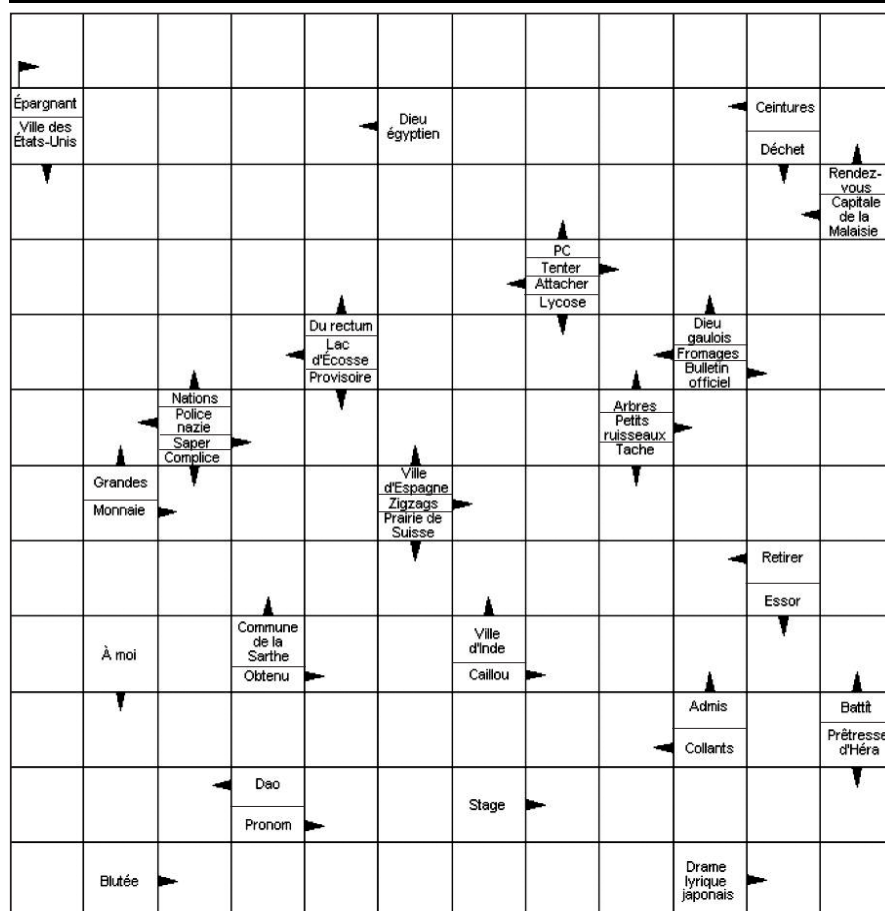 Épargnant
Ville des
États-Unis
Dieu
égyptien
Ceintures
Déchet
Rendez-
vous
Capitale
de la
Malaisie
PC
Tenter
Attacher
Lycose
Du rectum
Lac
d'Écosse
Provisoire
Dieu
gaulois
Fromages
Bulletin
officiel
Nations
Police
nazie
Saper
Complice
Arbres
Petits
ruisseaux
Tache
Grandes
Monnaie
Ville
d'Espagne
Zigzags
Prairie de
Suisse
Retirer
Essor
À moi
Commune
de la
Sarthe
Obtenu
Ville
d'Inde
Caillou
Admis
Collants
Battît
Prêtresse
d'Héra
Dao
Pronom
Stage
Blutée
Drame
lyrique
japonais